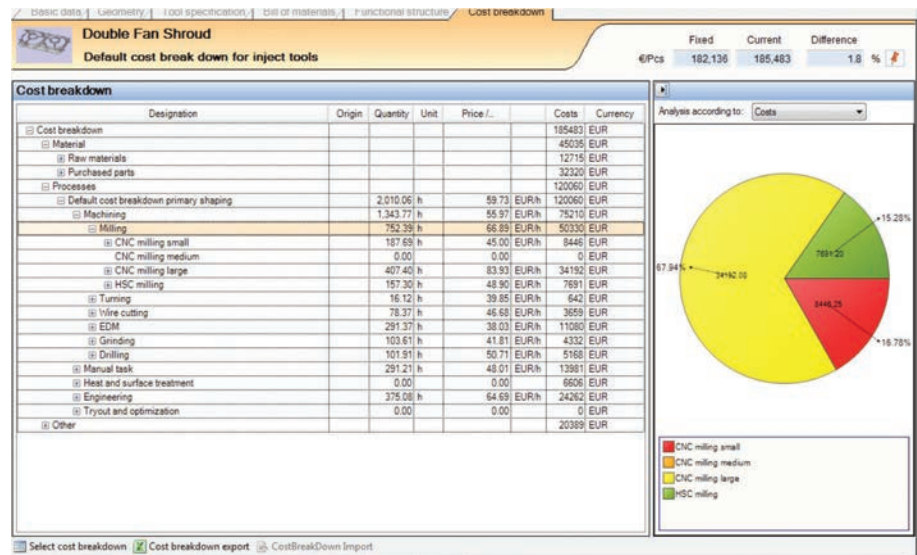 Basic data Geometry Tool specification Bill of materials Functional structure Cost breakdown
Double Fan Shroud
Default cost break down for inject tools
Fixed Current Difference
€/Pcs 182,136 185,483 1.8 %
Cost breakdown
Designation Origin Quantity Unit Price /... Costs Currency
Cost breakdown 185483 EUR
Material 45035 EUR
Raw materials 12715 EUR
Purchased parts 32320 EUR
Processes 120060 EUR
Default cost breakdown primary shaping 2,010.06 h 59.73 EUR/h 120060 EUR
Machining 1,343.77 h 55.97 EUR/h 75210 EUR
Milling 752.39 h 66.89 EUR/h 50330 EUR
CNC milling small 187.69 h 45.00 EUR/h 8446 EUR
CNC milling medium 0.00 0.00 0 EUR
CNC milling large 407.40 h 83.93 EUR/h 34192 EUR
HSC milling 157.30 h 48.90 EUR/h 7691 EUR
Turning 16.12 h 39.85 EUR/h 642 EUR
Wire cutting 78.37 h 46.68 EUR/h 3659 EUR
EDM 291.37 h 38.03 EUR/h 11080 EUR
Grinding 103.61 h 41.81 EUR/h 4332 EUR
Drilling 101.91 h 50.71 EUR/h 5168 EUR
Manual task 291.21 h 48.01 EUR/h 13981 EUR
Heat and surface treatment 0.00 0.00 6606 EUR
Engineering 375.08 h 64.69 EUR/h 24262 EUR
Tryout and optimization 0.00 0.00 0 EUR
Other 20389 EUR
Analysis according to: Costs
15.28%
7691.20
67.94%
34192.08
8446.25
16.78%
CNC milling small
CNC milling medium
CNC milling large
HSC milling
Select cost breakdown Cost breakdown export CostBreakDown Import